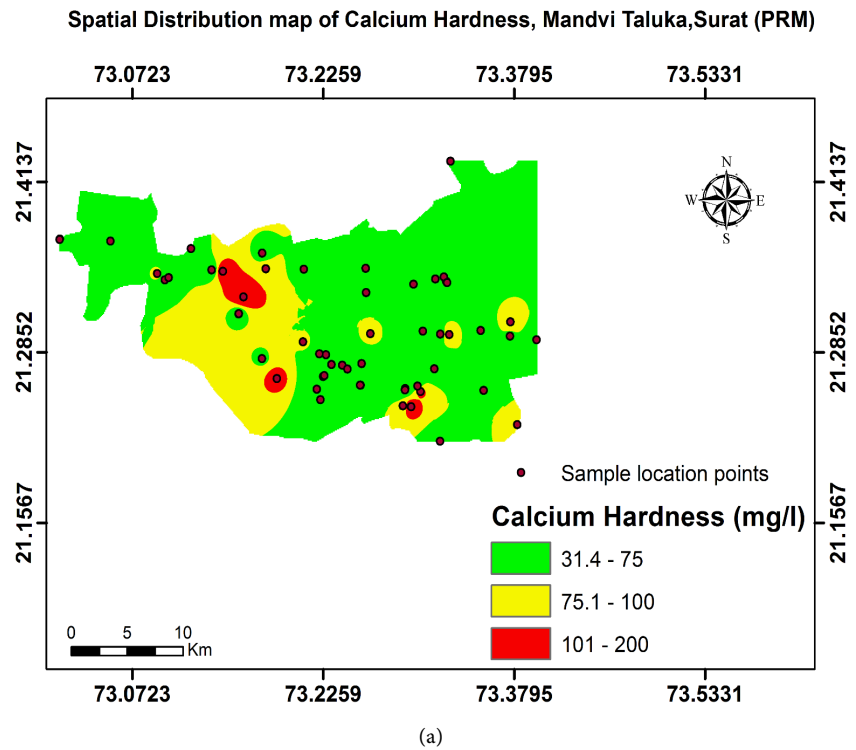 Spatial Distribution map of Calcium Hardness, Mandvi Taluka,Surat (PRM)
73.0723 73.2259 73.3795 73.5331
21.4137 21.4137
N
W E
S
21.2852 21.2852
Sample location points
21.1567 21.1567
Calcium Hardness (mg/l)
31.4 - 75
75.1 - 100
0 5 10
Km
101 - 200
73.0723 73.2259 73.3795 73.5331
(a)